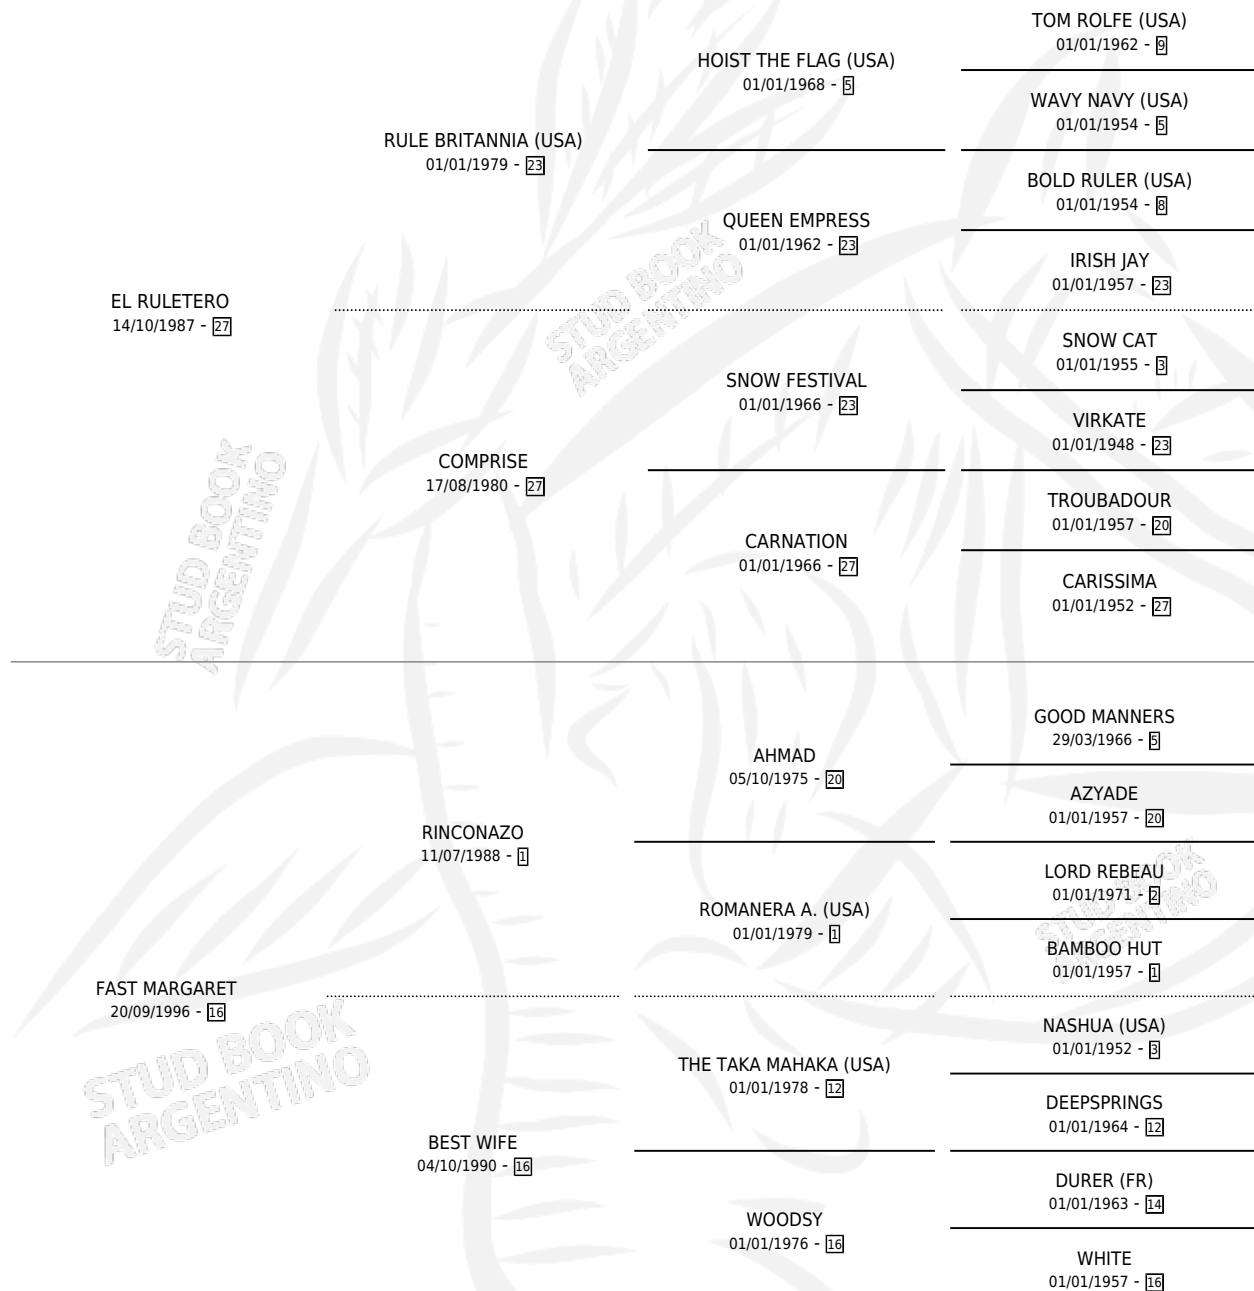 TOM ROLFE (USA)
01/01/1962 - 9
HOIST THE FLAG (USA)
01/01/1968 - 5
WAVY NAVY (USA)
01/01/1954 - 5
RULE BRITANNIA (USA)
01/01/1979 - 23
BOLD RULER (USA)
01/01/1954 - 8
QUEEN EMPRESS
01/01/1962 - 23
IRISH JAY
01/01/1957 - 23
EL RULETERO
14/10/1987 - 27
SNOW CAT
01/01/1955 - 3
SNOW FESTIVAL
01/01/1966 - 23
VIRKATE
01/01/1948 - 23
COMPRISE
17/08/1980 - 27
TROUBADOUR
01/01/1957 - 20
CARNATION
01/01/1966 - 27
CARISSIMA
01/01/1952 - 27
GOOD MANNERS
29/03/1966 - 5
AHMAD
05/10/1975 - 20
AZYADE
01/01/1957 - 20
RINCONAZO
11/07/1988 - 1
LORD REBEAU
01/01/1971 - 2
ROMANERA A. (USA)
01/01/1979 - 1
BAMBOO HUT
01/01/1957 - 1
FAST MARGARET
20/09/1996 - 16
NASHUA (USA)
01/01/1952 - 3
THE TAKA MAHAKA (USA)
01/01/1978 - 12
DEEPSPRINGS
01/01/1964 - 12
BEST WIFE
04/10/1990 - 16
DURER (FR)
01/01/1963 - 14
WOODSY
01/01/1976 - 16
WHITE
01/01/1957 - 16
STUD BOOK
ARGENTINO
STUD BOOK
ARGENTINO
STUD BOOK
ARGENTINO
STUD BOOK
ARGENTINO